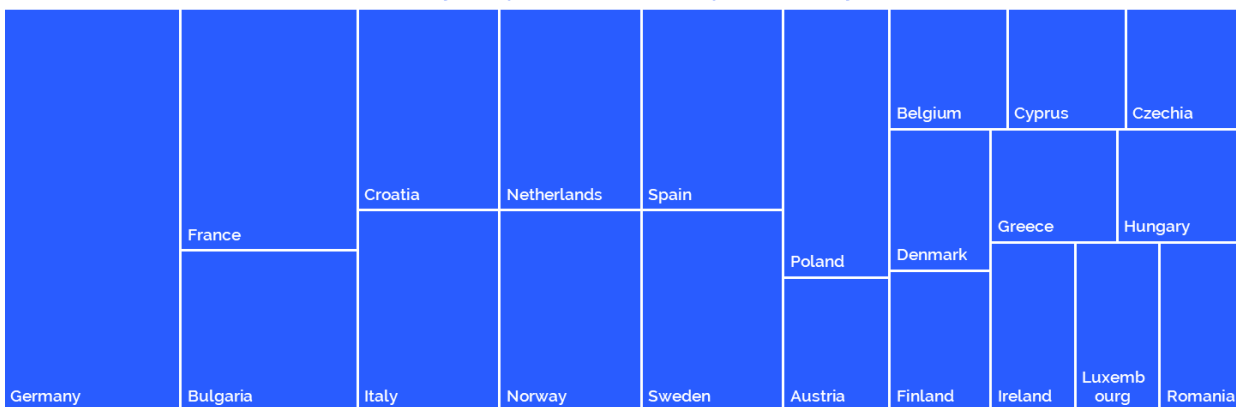 Belgium
Cyprus
Czechia
Croatia
Netherlands
Spain
France
Greece
Hungary
Denmark
Poland
Germany
Bulgaria
Italy
Norway
Sweden
Austria
Finland
Ireland
Luxemb
ourg
Romania